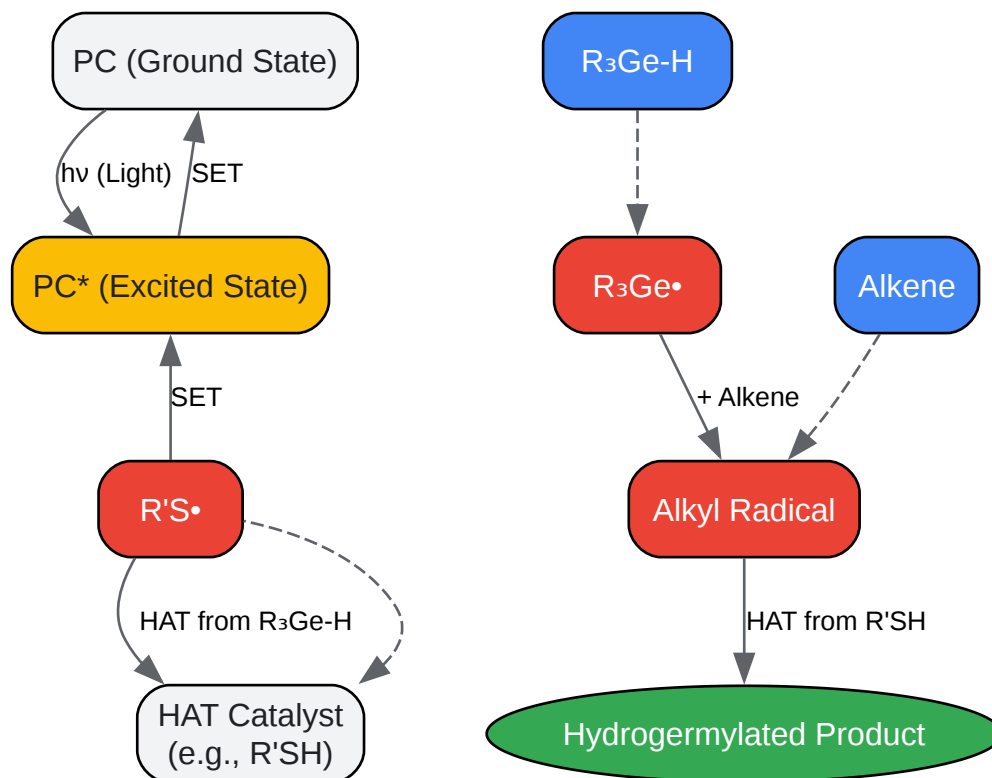 PC (Ground State)
R₃Ge-H
hν (Light)
SET
PC* (Excited State)
R₃Ge•
Alkene
SET
+ Alkene
R'S•
Alkyl Radical
HAT from R₃Ge-H
HAT from R'SH
HAT Catalyst
(e.g., R'SH)
Hydrogermylated Product